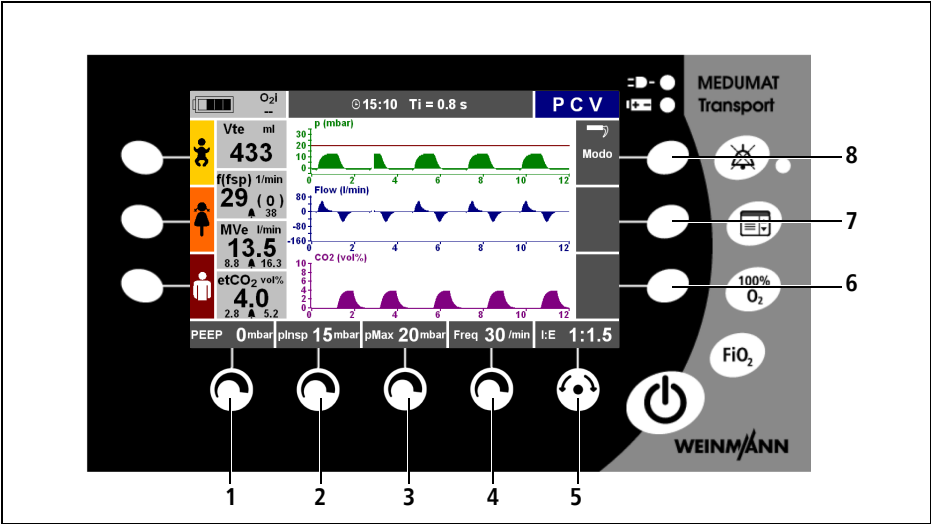 O2i
--
15:10 Ti = 0.8 s
P C V
MEDUMAT
Transport
Vte ml
433
f(fsp) 1/min
29 ( 0 )
38
MVe l/min
13.5
8.8 16.3
etCO2 vol%
4.0
2.8 5.2
p (mbar)
30
20
10
0
0 2 4 6 8 10 12
Flow (l/min)
80
0
-80
-160
0 2 4 6 8 10 12
CO2 (vol%)
10
8
6
4
2
0
0 2 4 6 8 10 12
Modo
PEEP 0 mbar
pInsp 15 mbar
pMax 20 mbar
Freq 30 /min
I:E 1:1.5
100%
O2
FiO2
WEINMANN
8
7
6
1 2 3 4 5